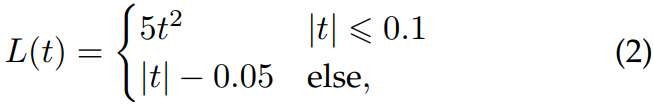 L(t) = { 5t² |t| ⩽ 0.1
|t| − 0.05 else, (2)